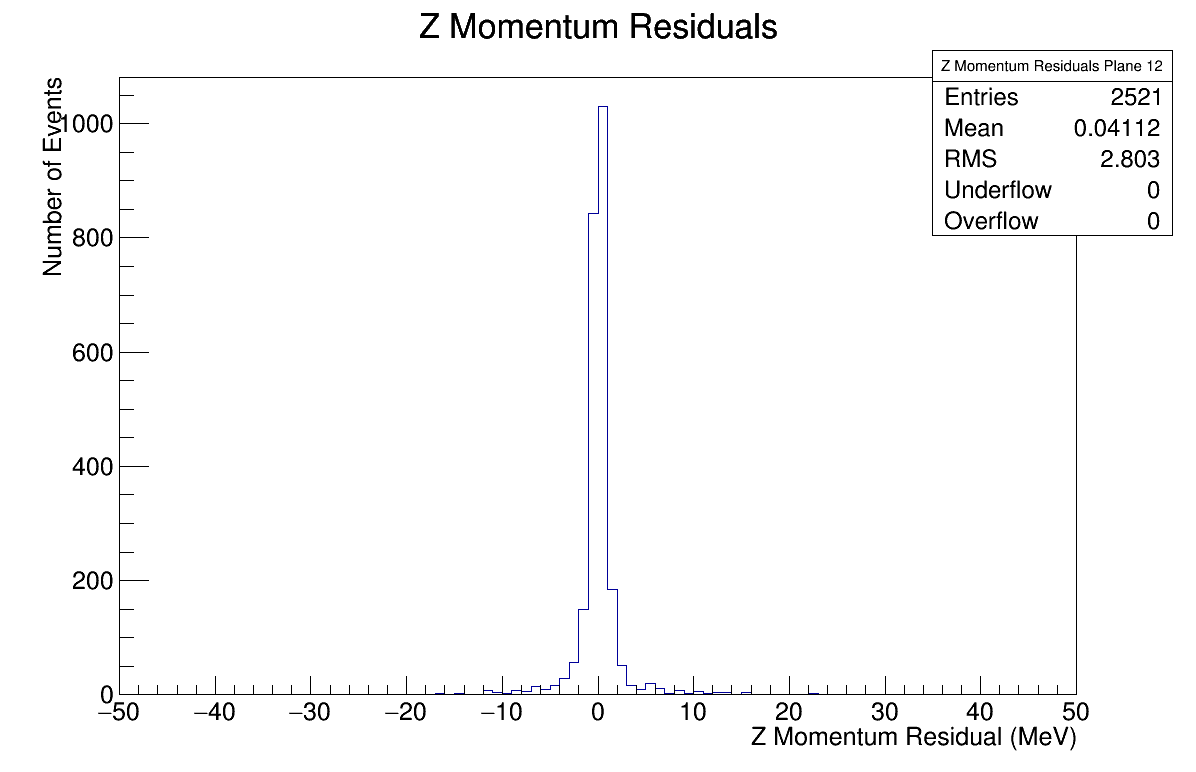 Z Momentum Residuals
Z Momentum Residuals Plane 12
Entries 2521
Mean 0.04112
RMS 2.803
Underflow 0
Overflow 0
Number of Events
1000
800
600
400
200
0
−50 −40 −30 −20 −10 0 10 20 30 40 50
Z Momentum Residual (MeV)